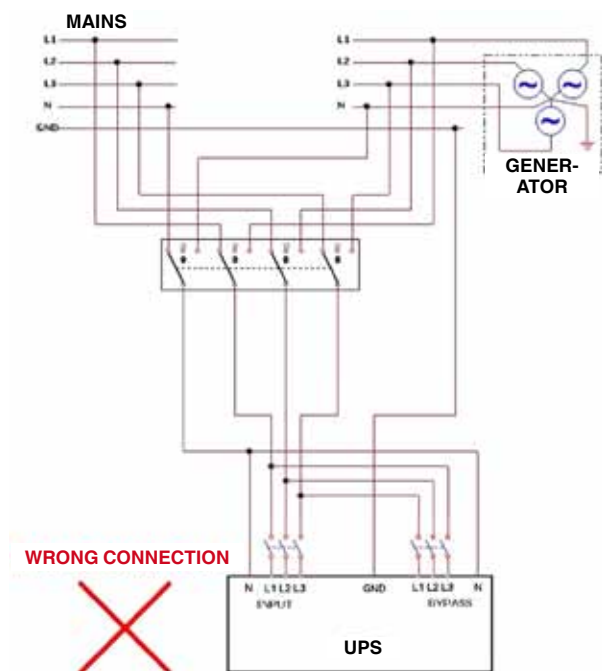 MAINS
L1
L2
L3
N
GND
L1
L2
L3
N
GENER-
ATOR
WRONG CONNECTION
N L1 L2 L3 GND L1 L2 L3 N
INPUT BYPASS
UPS